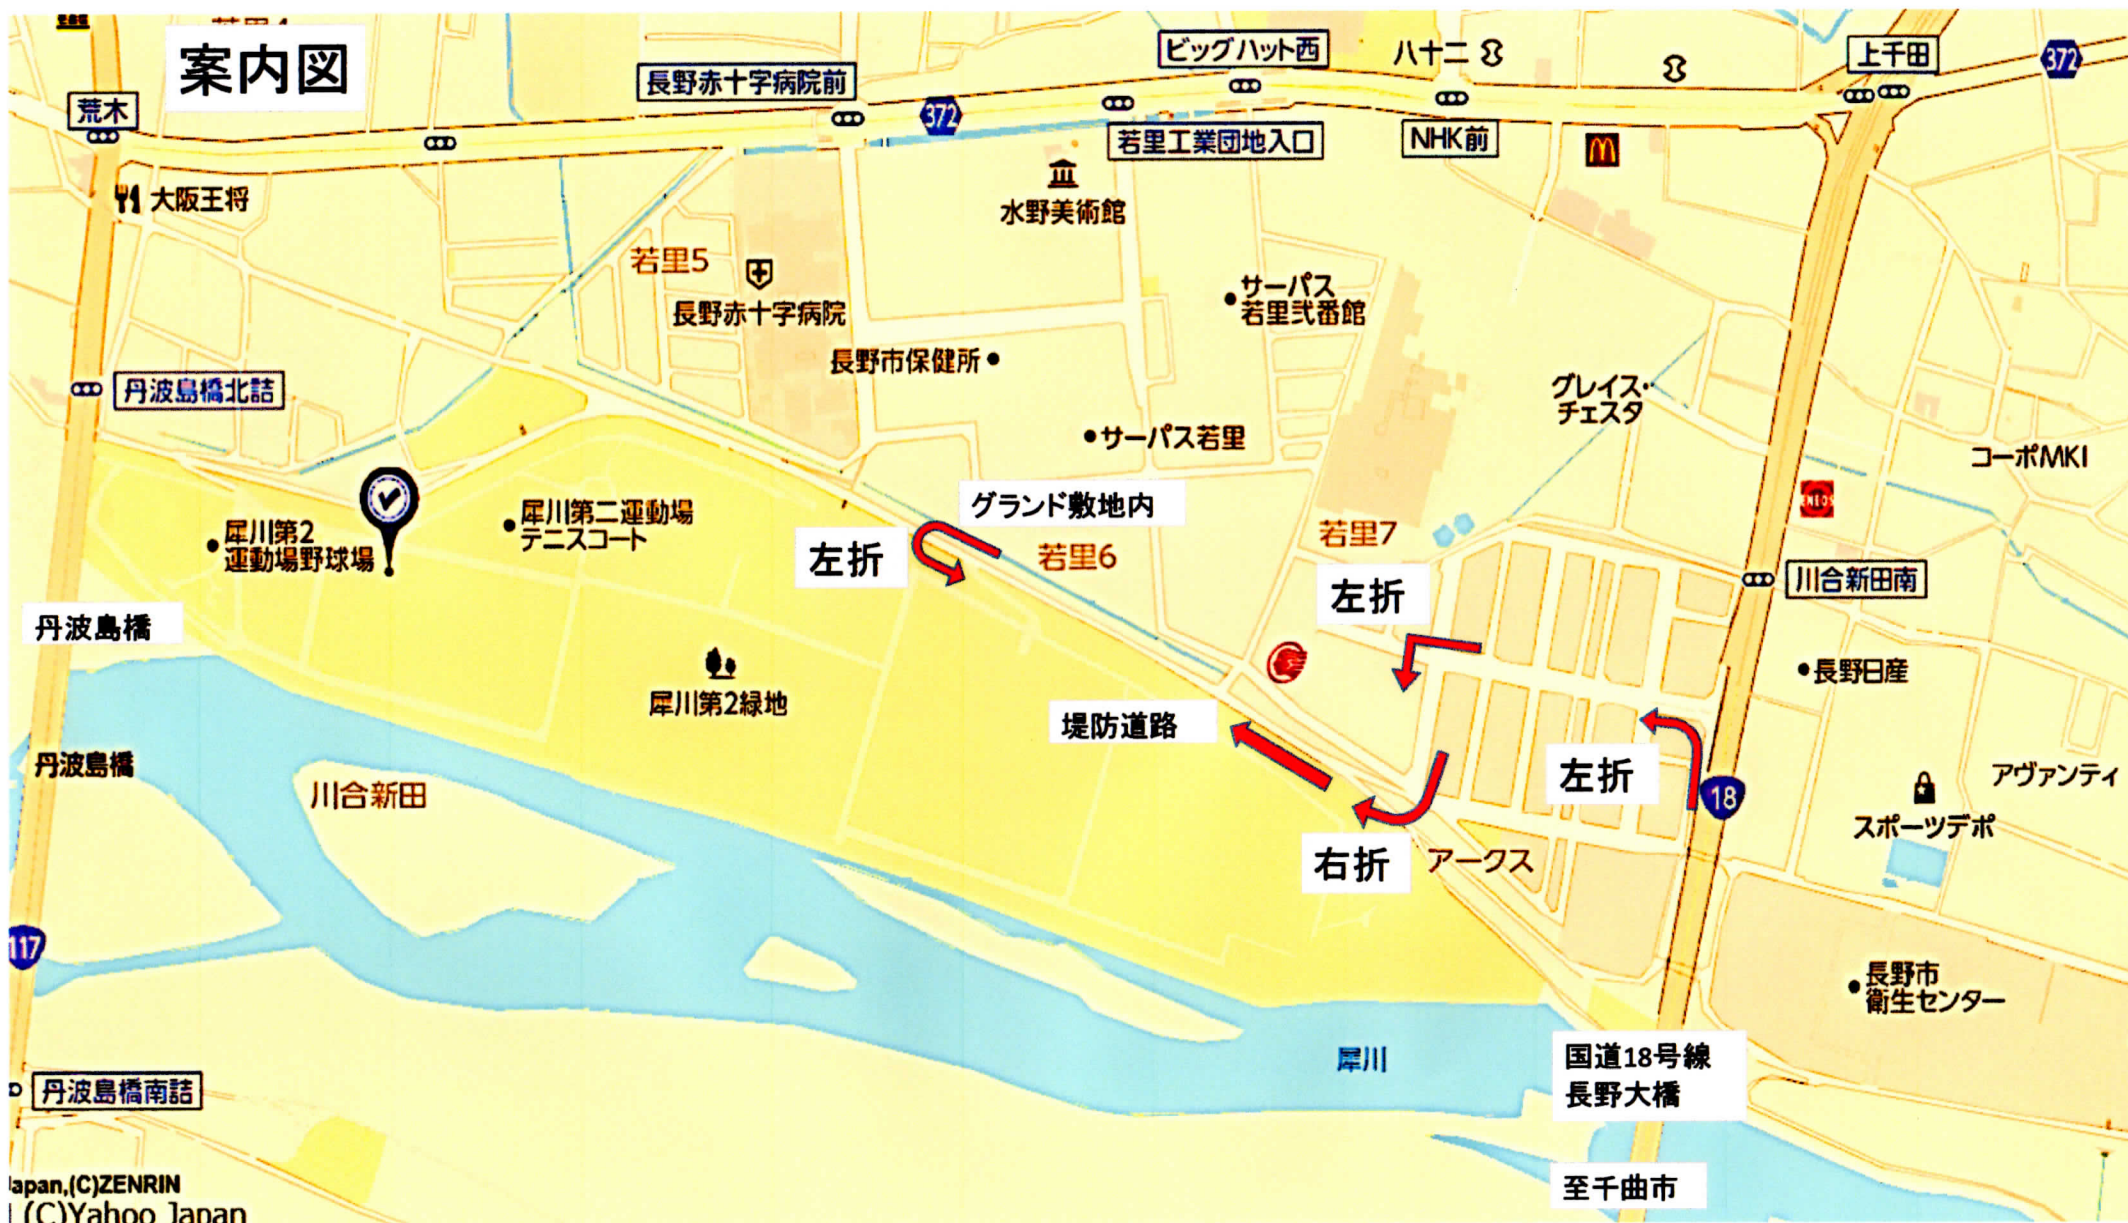 案内図
荒木
長野赤十字病院前
372
ビッグハット西
八十二
上千田
372
若里工業団地入口
NHK前
大阪王将
水野美術館
若里5
長野赤十字病院
サーパス
若里弐番館
長野市保健所
丹波島橋北詰
グレイス・
チェスタ
サーパス若里
コーポMKI
ENEOS
グランド敷地内
犀川第2
運動場野球場
犀川第二運動場
テニスコート
左折
若里6
若里7
川合新田南
左折
丹波島橋
長野日産
犀川第2緑地
堤防道路
丹波島橋
川合新田
左折
18
アヴァンティ
スポーツデポ
右折
アークス
117
長野市
衛生センター
犀川
国道18号線
長野大橋
丹波島橋南詰
至千曲市
apan,(C)ZENRIN
(C)Yahoo Japan